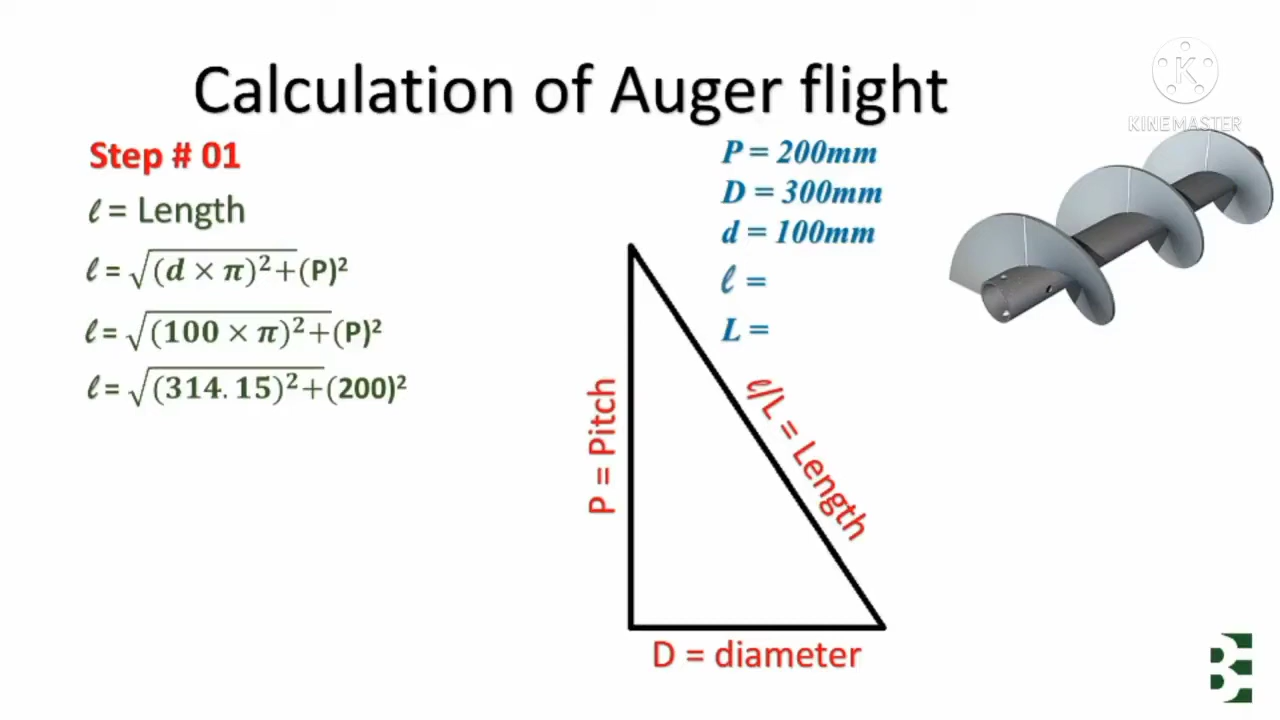 Calculation of Auger flight
KINEMASTER
Step # 01
ℓ = Length
ℓ = √(d × π)²+(P)²
ℓ = √(100 × π)²+(P)²
ℓ = √(314.15)²+(200)²
P = 200mm
D = 300mm
d = 100mm
ℓ =
L =
P = Pitch
ℓ/L = Length
D = diameter